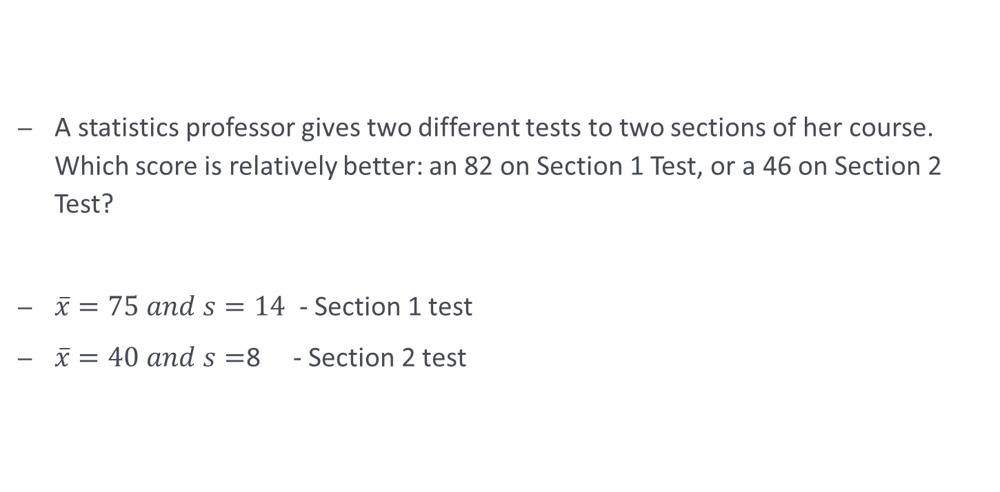 – A statistics professor gives two different tests to two sections of her course.
Which score is relatively better: an 82 on Section 1 Test, or a 46 on Section 2
Test?
– x̄ = 75 and s = 14 - Section 1 test
– x̄ = 40 and s =8 - Section 2 test